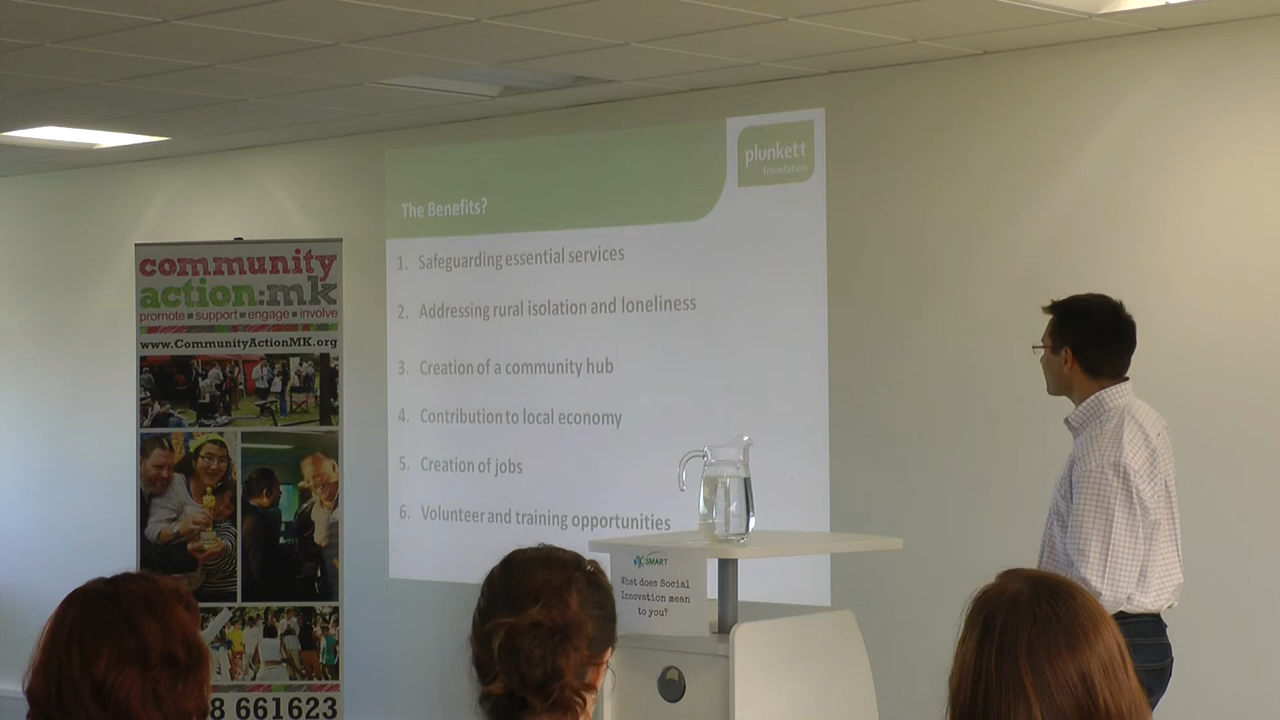 community
action:mk
promote ■ support ■ engage ■ involve
www.CommunityActionMK.org
8 661623
plunkett
foundation
The Benefits?
1. Safeguarding essential services
2. Addressing rural isolation and loneliness
3. Creation of a community hub
4. Contribution to local economy
5. Creation of jobs
6. Volunteer and training opportunities
MK:SMART
What does Social
Innovation mean
to you?